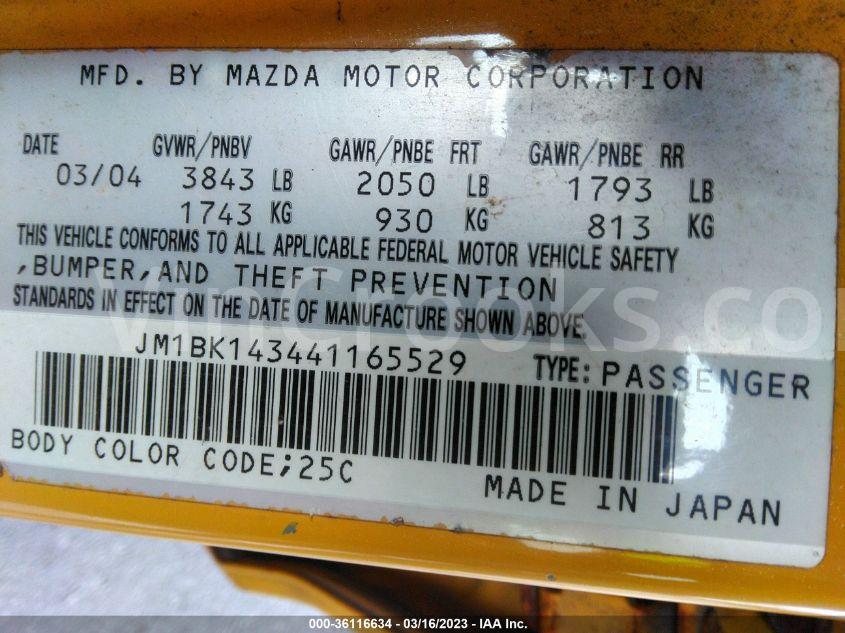 MFD. BY MAZDA MOTOR CORPORATION
DATE GVWR/PNBV GAWR/PNBE FRT GAWR/PNBE RR
03/04 3843 LB 2050 LB 1793 LB
1743 KG 930 KG 813 KG
THIS VEHICLE CONFORMS TO ALL APPLICABLE FEDERAL MOTOR VEHICLE SAFETY
,BUMPER,AND THEFT PREVENTION
STANDARDS IN EFFECT ON THE DATE OF MANUFACTURE SHOWN ABOVE.
VinCrooks.com
JM1BK143441165529 TYPE: PASSENGER
BODY COLOR CODE;25C
MADE IN JAPAN
000-36116634 - 03/16/2023 - IAA Inc.